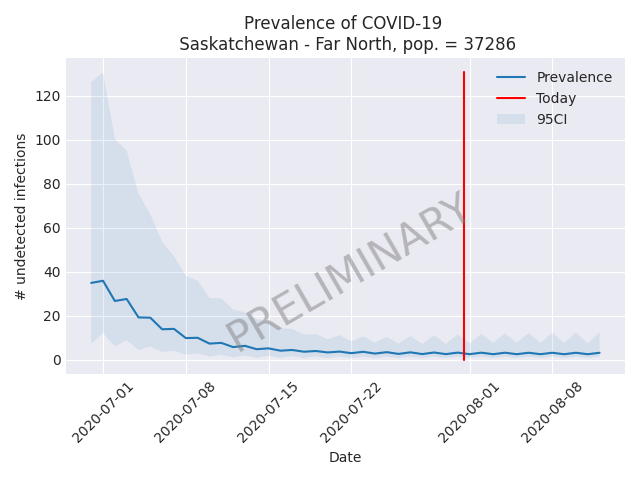 Prevalence of COVID-19
Saskatchewan - Far North, pop. = 37286
Prevalence
Today
95CI
# undetected infections
120
100
80
60
40
20
0
PRELIMINARY
2020-07-01
2020-07-08
2020-07-15
2020-07-22
2020-08-01
2020-08-08
Date